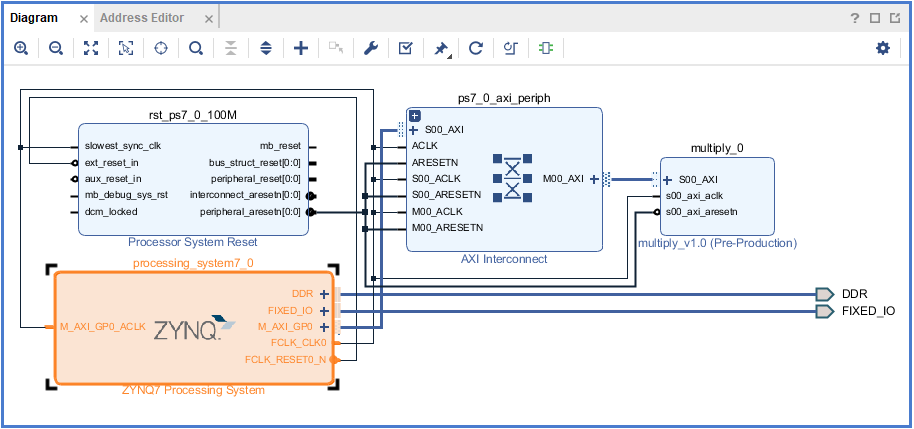 Diagram
Address Editor
rst_ps7_0_100M
slowest_sync_clk
mb_reset
ext_reset_in
bus_struct_reset[0:0]
aux_reset_in
peripheral_reset[0:0]
mb_debug_sys_rst
interconnect_aresetn[0:0]
dcm_locked
peripheral_aresetn[0:0]
Processor System Reset
ps7_0_axi_periph
S00_AXI
ACLK
ARESETN
S00_ACLK
M00_AXI
S00_ARESETN
M00_ACLK
M00_ARESETN
AXI Interconnect
multiply_0
S00_AXI
s00_axi_aclk
s00_axi_aresetn
multiply_v1.0 (Pre-Production)
processing_system7_0
DDR
FIXED_IO
M_AXI_GP0_ACLK
ZYNQ
M_AXI_GP0
FCLK_CLK0
FCLK_RESET0_N
ZYNQ7 Processing System
DDR
FIXED_IO